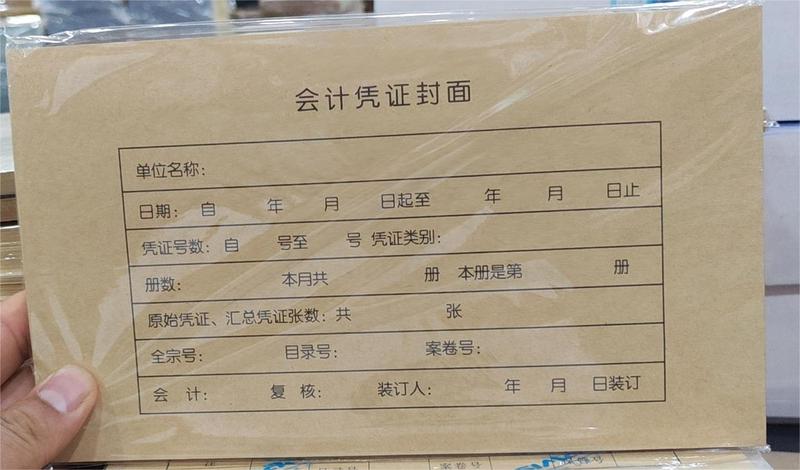 会计凭证封面
单位名称：
日期： 自 年 月 日起至 年 月 日止
凭证号数：自 号至 号 凭证类别：
册数： 本月共 册 本册是第 册
原始凭证、汇总凭证张数：共 张
全宗号： 目录号： 案卷号：
会 计： 复 核： 装订人： 年 月 日装订
案卷号